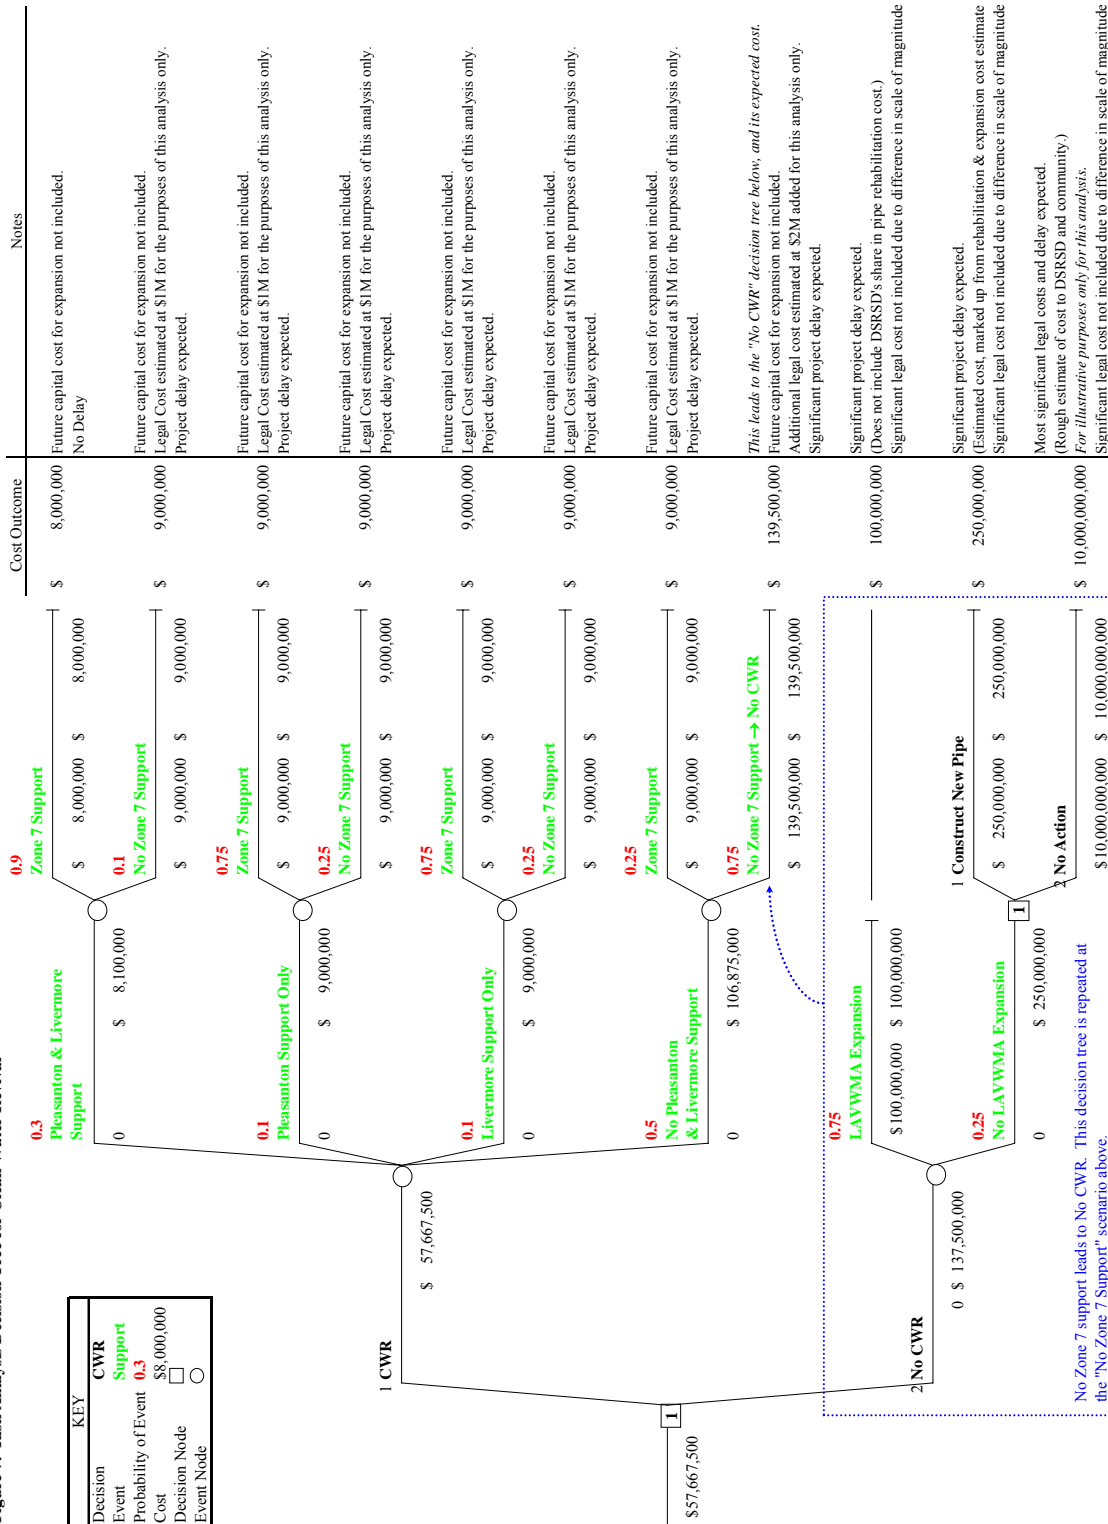 KEY
Decision CWR
Event Support
Probability of Event 0.3
Cost $8,000,000
Decision Node
Event Node
Cost Outcome Notes
$57,667,500
1
1 CWR
$ 57,667,500
0.3
Pleasanton & Livermore
Support
0 $ 8,100,000
0.9
Zone 7 Support
$ 8,000,000 $ 8,000,000
$ 8,000,000
Future capital cost for expansion not included.
No Delay
0.1
No Zone 7 Support
$ 9,000,000 $ 9,000,000
$ 9,000,000
Future capital cost for expansion not included.
Legal Cost estimated at $1M for the purposes of this analysis only.
Project delay expected.
0.1
Pleasanton Support Only
0 $ 9,000,000
0.75
Zone 7 Support
$ 9,000,000 $ 9,000,000
$ 9,000,000
Future capital cost for expansion not included.
Legal Cost estimated at $1M for the purposes of this analysis only.
Project delay expected.
0.25
No Zone 7 Support
$ 9,000,000 $ 9,000,000
$ 9,000,000
Future capital cost for expansion not included.
Legal Cost estimated at $1M for the purposes of this analysis only.
Project delay expected.
0.1
Livermore Support Only
0 $ 9,000,000
0.75
Zone 7 Support
$ 9,000,000 $ 9,000,000
$ 9,000,000
Future capital cost for expansion not included.
Legal Cost estimated at $1M for the purposes of this analysis only.
Project delay expected.
0.25
No Zone 7 Support
$ 9,000,000 $ 9,000,000
$ 9,000,000
Future capital cost for expansion not included.
Legal Cost estimated at $1M for the purposes of this analysis only.
Project delay expected.
0.5
No Pleasanton
& Livermore Support
0 $ 106,875,000
0.25
Zone 7 Support
$ 9,000,000 $ 9,000,000
$ 9,000,000
Future capital cost for expansion not included.
Legal Cost estimated at $1M for the purposes of this analysis only.
Project delay expected.
0.75
No Zone 7 Support → No CWR
$ 139,500,000 $ 139,500,000
$ 139,500,000
This leads to the "No CWR" decision tree below, and its expected cost.
Future capital cost for expansion not included.
Additional legal cost estimated at $2M added for this analysis only.
Significant project delay expected.
2 No CWR
0 $ 137,500,000
0.75
LAVWMA Expansion
$100,000,000 $ 100,000,000
$ 100,000,000
Significant project delay expected.
(Does not include DSRSD's share in pipe rehabilitation cost.)
Significant legal cost not included due to difference in scale of magnitude
0.25
No LAVWMA Expansion
0 $ 250,000,000
1
1 Construct New Pipe
$ 250,000,000 $ 250,000,000
$ 250,000,000
Significant project delay expected.
(Estimated cost, marked up from rehabilitation & expansion cost estimate
Significant legal cost not included due to difference in scale of magnitude
2 No Action
$10,000,000,000 $ 10,000,000,000
$ 10,000,000,000
Most significant legal costs and delay expected.
(Rough estimate of cost to DSRSD and community.)
For illustrative purposes only for this analysis.
Significant legal cost not included due to difference in scale of magnitude
No Zone 7 support leads to No CWR. This decision tree is repeated at
the "No Zone 7 Support" scenario above.